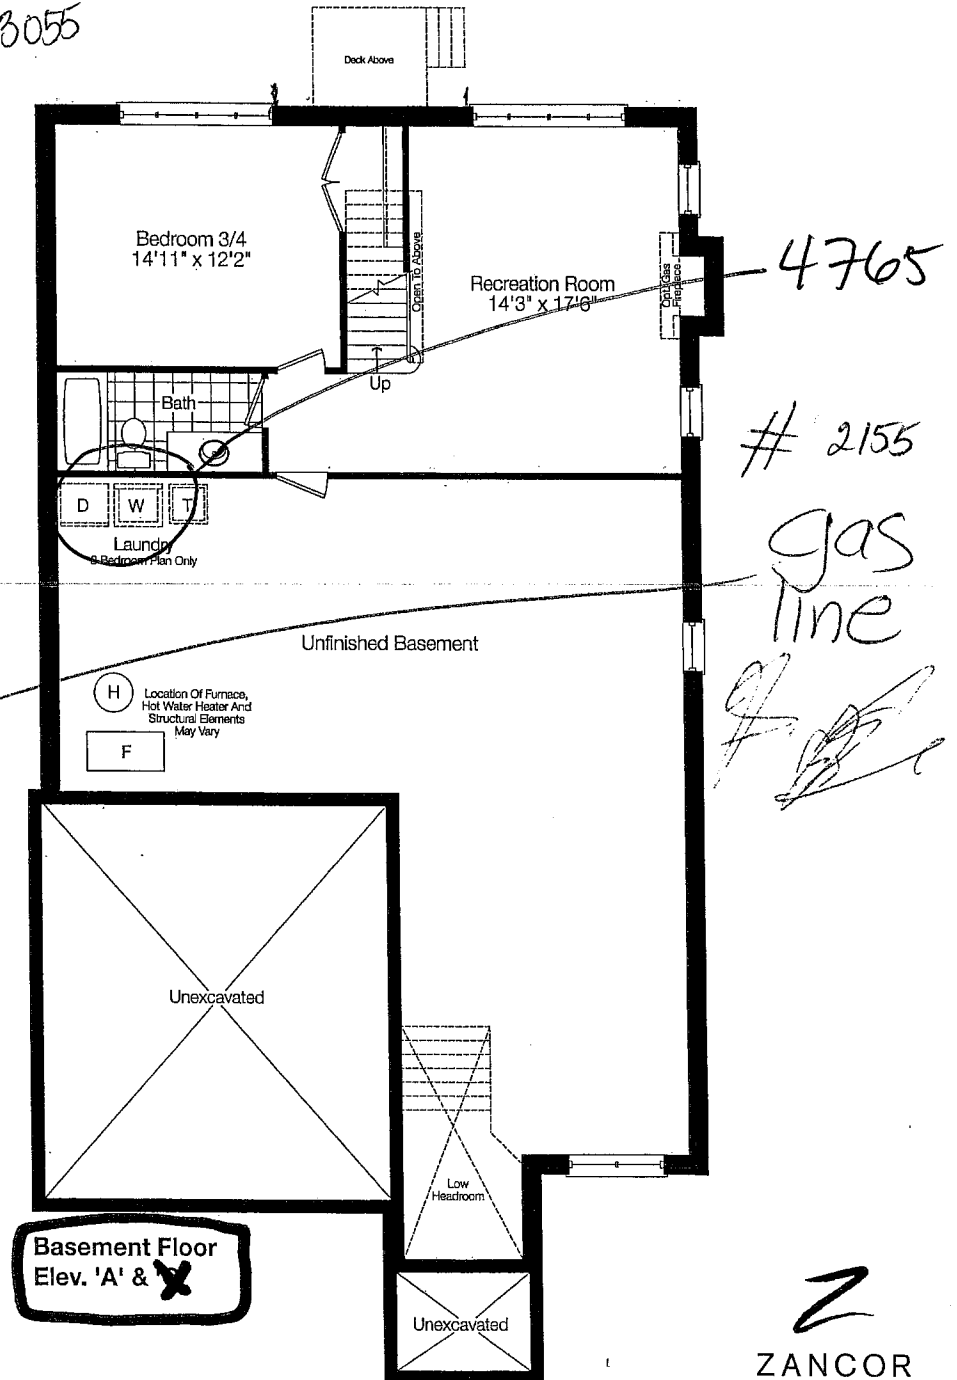 3055
Deck Above
Bedroom 3/4
14'11" x 12'2"
Open To Above
Recreation Room
14'3" x 17'6"
Opt. Gas
Fireplace
4765
Up
Bath
# 2155
D
W
T
Laundry
Bedroom Plan Only
gas
line
Unfinished Basement
H
Location Of Furnace,
Hot Water Heater And
Structural Elements
May Vary
F
Unexcavated
Low
Headroom
Basement Floor
Elev. 'A' &
Unexcavated
Z
ZANCOR